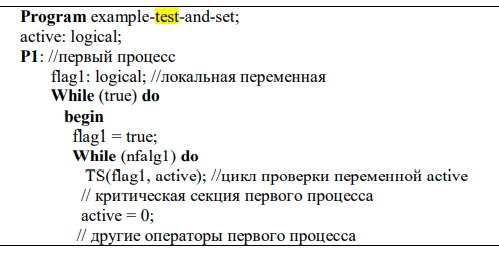 Program example-test-and-set;
active: logical;
P1: //первый процесс
flag1: logical; //локальная переменная
While (true) do
begin
flag1 = true;
While (nfalg1) do
TS(flag1, active); //цикл проверки переменной active
// критическая секция первого процесса
active = 0;
// другие операторы первого процесса